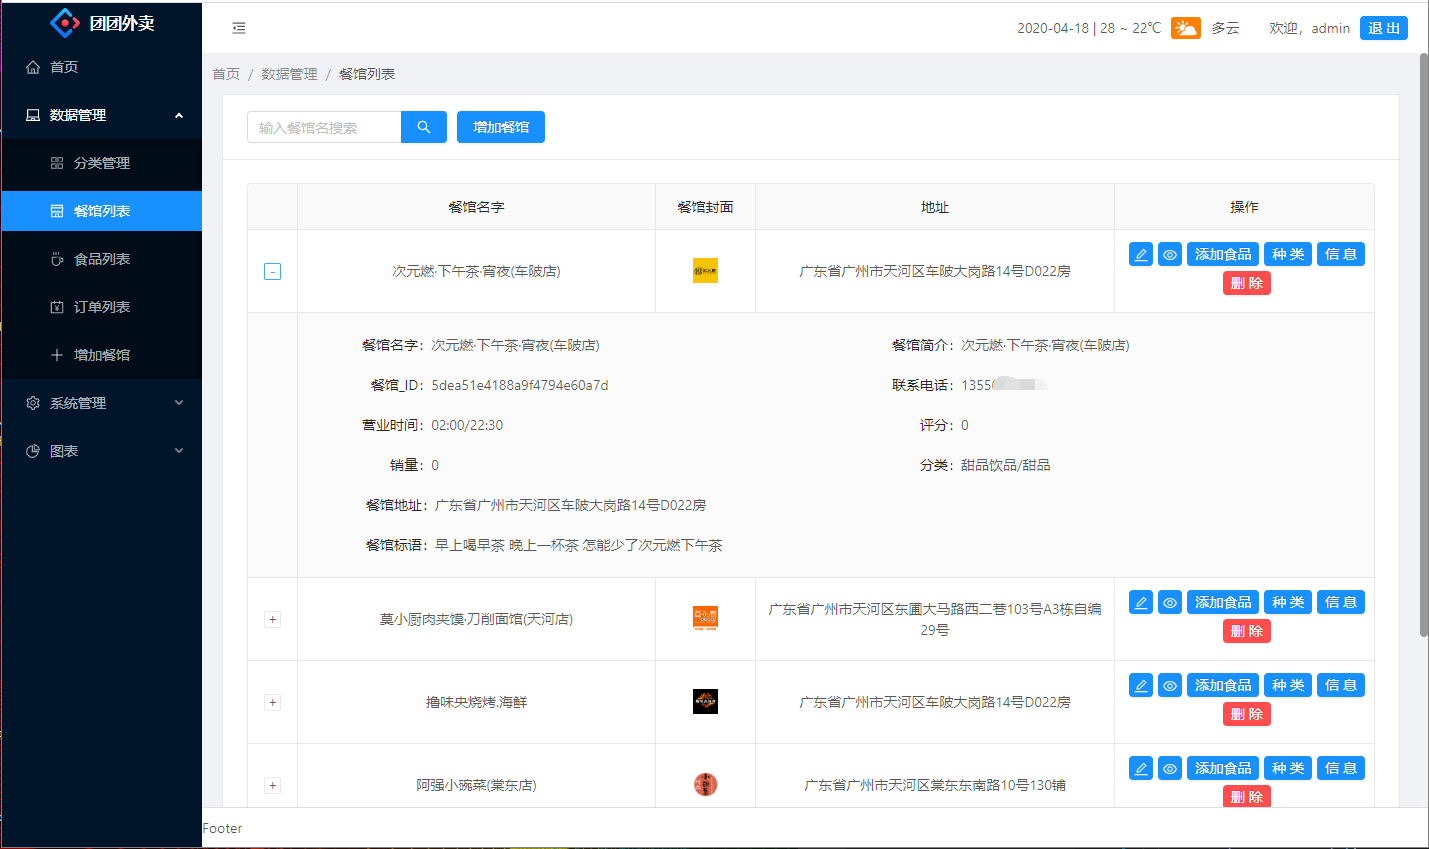 团团外卖
2020-04-18 | 28 ~ 22℃ 多云 欢迎，admin 退 出
首页
数据管理
分类管理
餐馆列表
食品列表
订单列表
增加餐馆
系统管理
图表
首页 / 数据管理 / 餐馆列表
输入餐馆名搜索 增加餐馆
餐馆名字 餐馆封面 地址 操作
- 次元燃·下午茶·宵夜(车陂店) 广东省广州市天河区车陂大岗路14号D022房 添加食品 种 类 信 息
删 除
餐馆名字：次元燃·下午茶·宵夜(车陂店) 餐馆简介：次元燃·下午茶·宵夜(车陂店)
餐馆_ID：5dea51e4188a9f4794e60a7d 联系电话：1355
营业时间：02:00/22:30 评分：0
销量：0 分类：甜品饮品/甜品
餐馆地址：广东省广州市天河区车陂大岗路14号D022房
餐馆标语：早上喝早茶 晚上一杯茶 怎能少了次元燃下午茶
+ 莫小厨肉夹馍·刀削面馆(天河店) 广东省广州市天河区东圃大马路西二巷103号A3栋自编
29号 添加食品 种 类 信 息
删 除
+ 撸味央烧烤.海鲜 广东省广州市天河区车陂大岗路14号D022房 添加食品 种 类 信 息
删 除
+ 阿强小碗菜(棠东店) 广东省广州市天河区棠东东南路10号130铺 添加食品 种 类 信 息
删 除
Footer